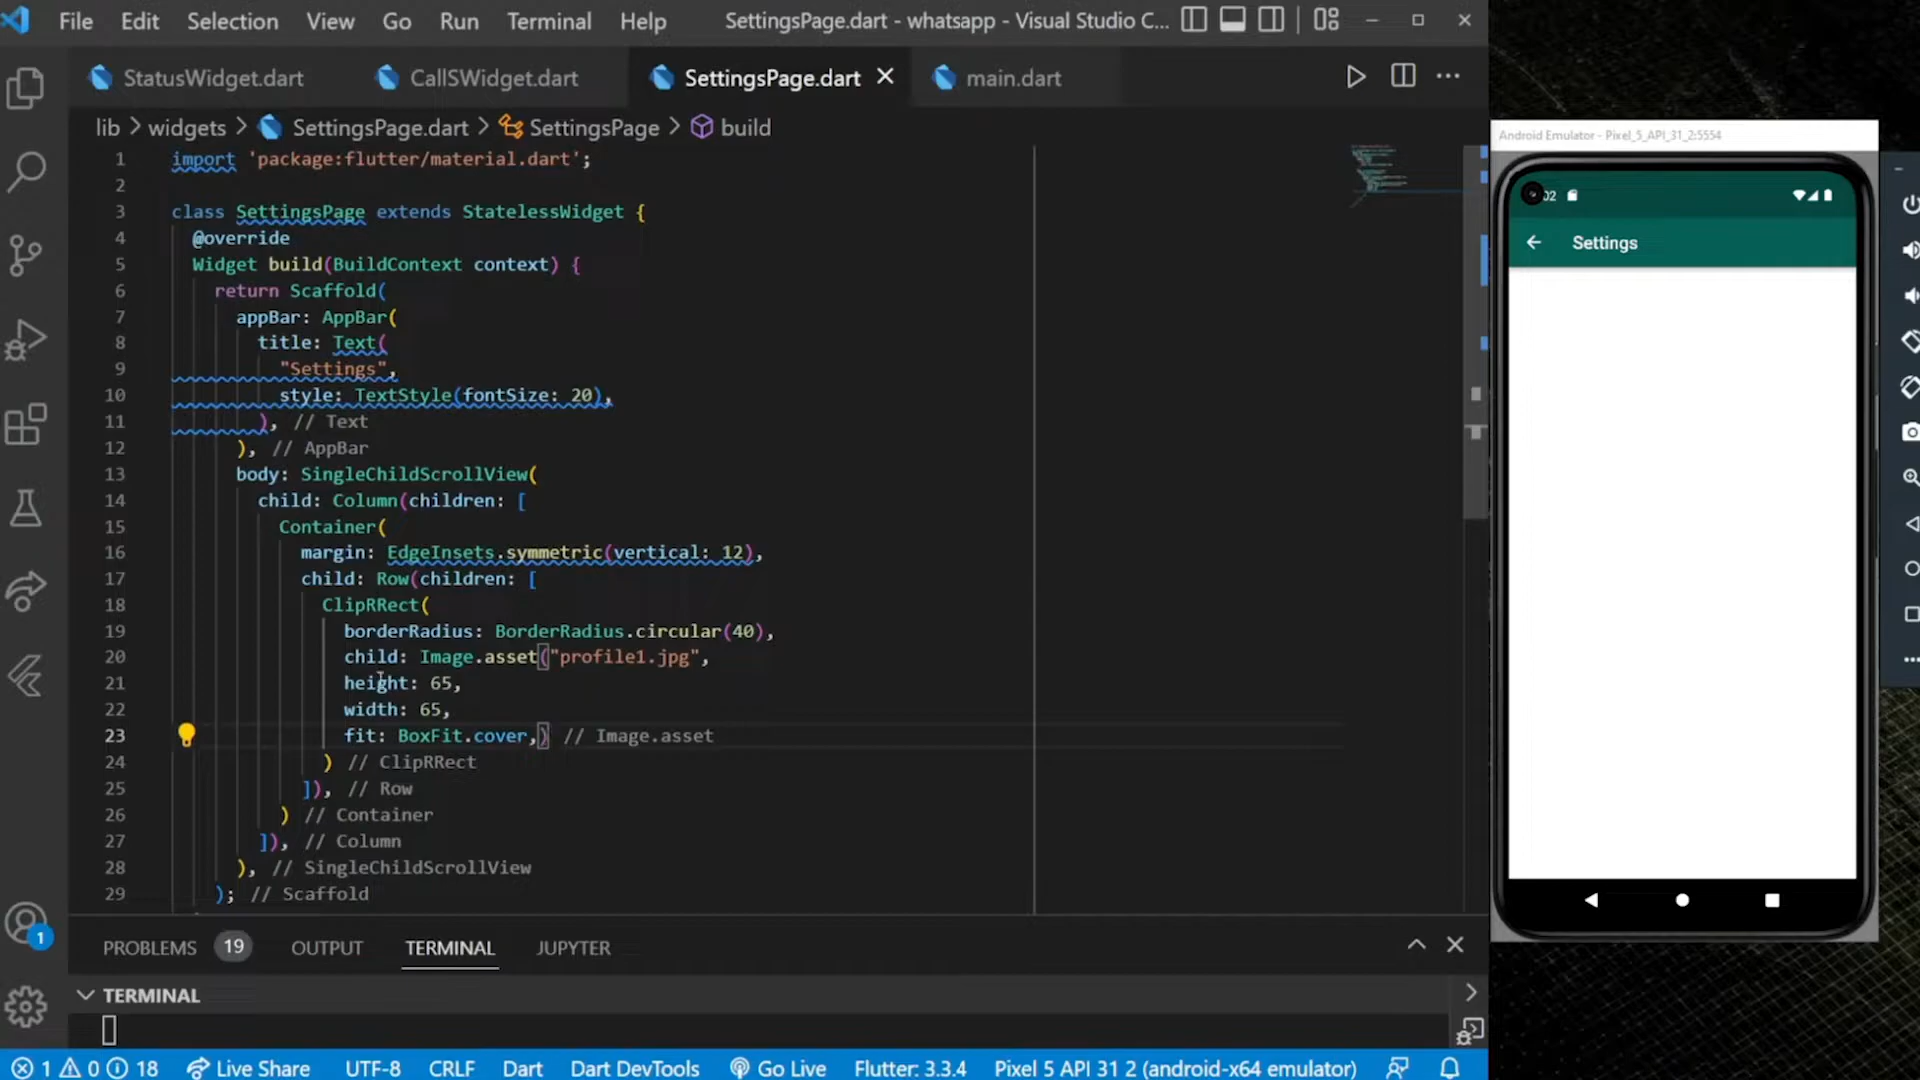 File Edit Selection View Go Run Terminal Help SettingsPage.dart - whatsapp - Visual Studio C...
StatusWidget.dart CallSWidget.dart SettingsPage.dart main.dart
lib > widgets > SettingsPage.dart > SettingsPage > build
1 import 'package:flutter/material.dart';
2
3 class SettingsPage extends StatelessWidget {
4 @override
5 Widget build(BuildContext context) {
6 return Scaffold(
7 appBar: AppBar(
8 title: Text(
9 "Settings",
10 style: TextStyle(fontSize: 20),
11 ), // Text
12 ), // AppBar
13 body: SingleChildScrollView(
14 child: Column(children: [
15 Container(
16 margin: EdgeInsets.symmetric(vertical: 12),
17 child: Row(children: [
18 ClipRRect(
19 borderRadius: BorderRadius.circular(40),
20 child: Image.asset("profile1.jpg",
21 height: 65,
22 width: 65,
23 fit: BoxFit.cover,) // Image.asset
24 ) // ClipRRect
25 ]), // Row
26 ) // Container
27 ]), // Column
28 ), // SingleChildScrollView
29 ); // Scaffold
PROBLEMS 19 OUTPUT TERMINAL JUPYTER
TERMINAL
1 0 18 Live Share UTF-8 CRLF Dart Dart DevTools Go Live Flutter: 3.3.4 Pixel 5 API 31 2 (android-x64 emulator)
1
Android Emulator - Pixel_5_API_31_2:5554
02
Settings